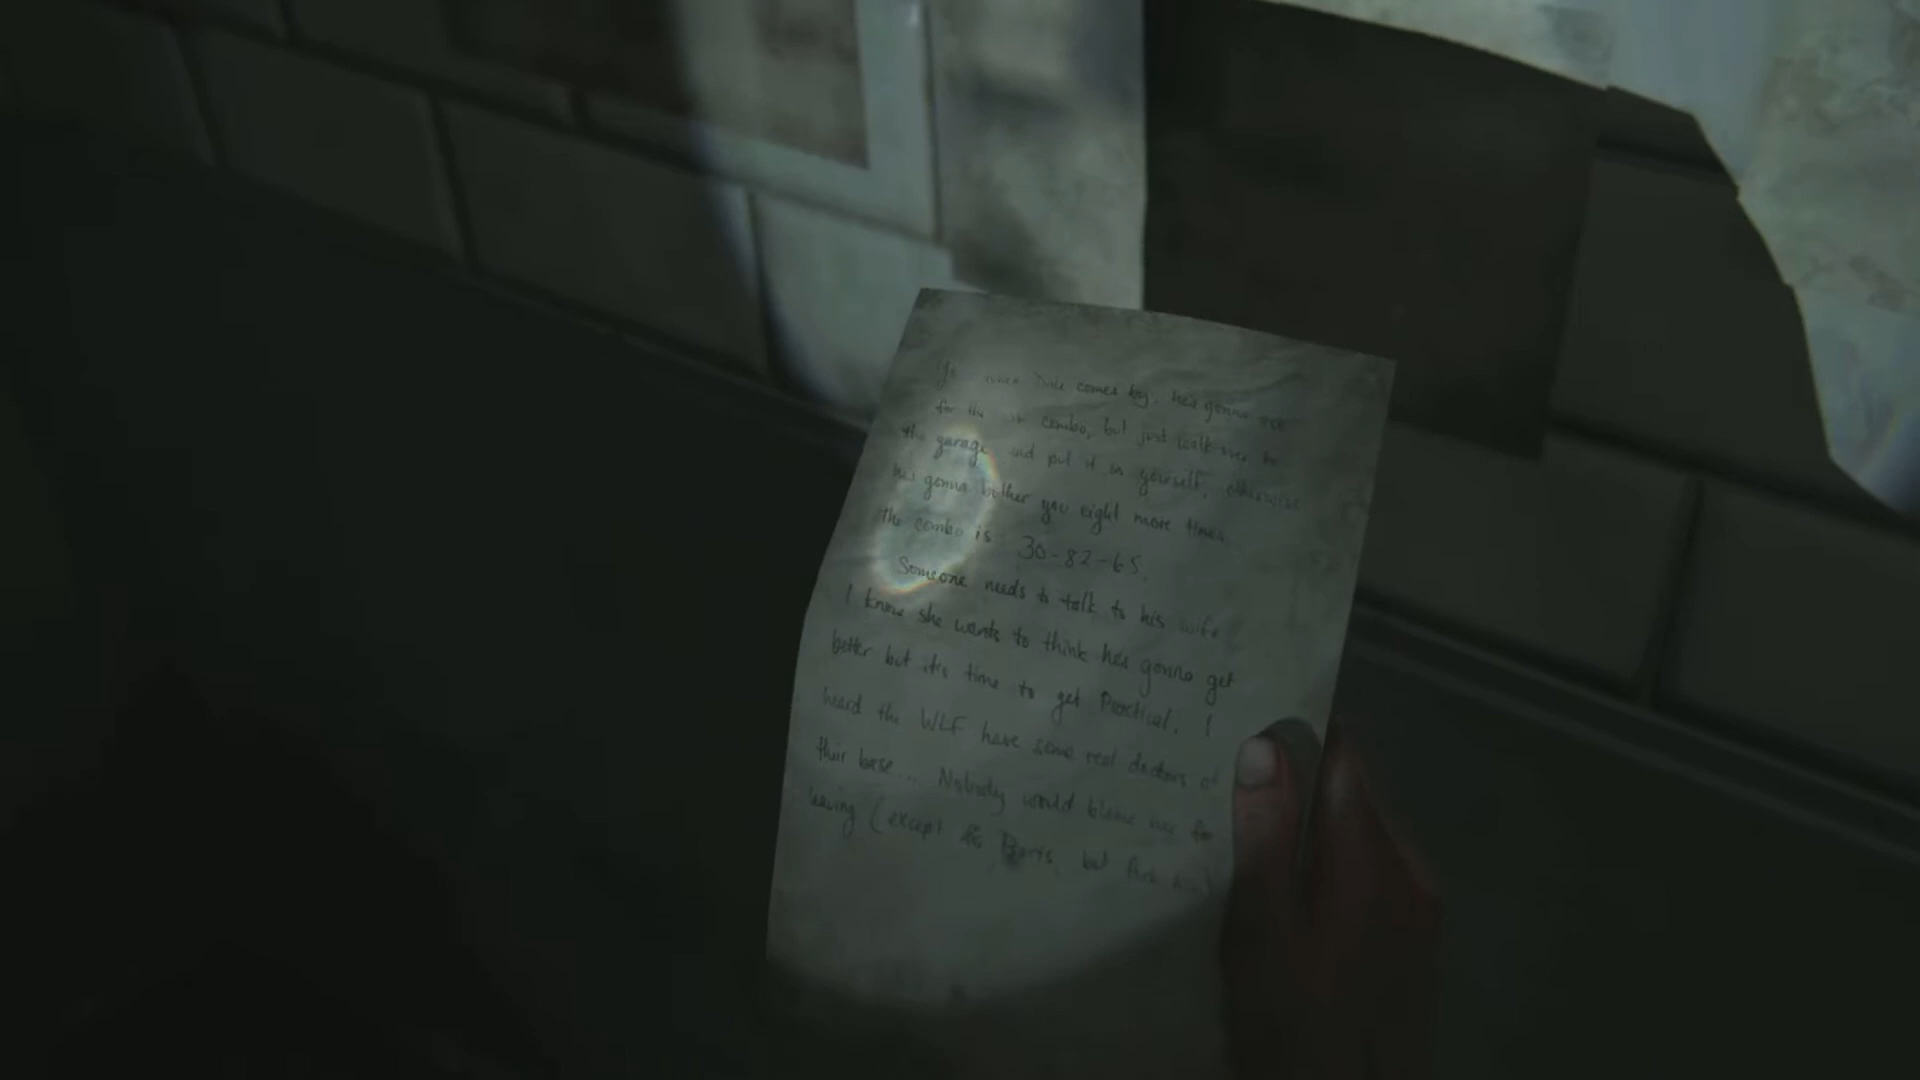 comes by, he's gonna
for the combo, but just walk over to
the garage and put it in yourself, otherwise
he's gonna bother you eight more times.
the combo is 30-82-65.
Someone needs to talk to his wife.
I know she wants to think he's gonna get
better but it's time to get Practical. I
heard the WLF have some real doctors at
their base... Nobody would blame her for
leaving (except Boris, but